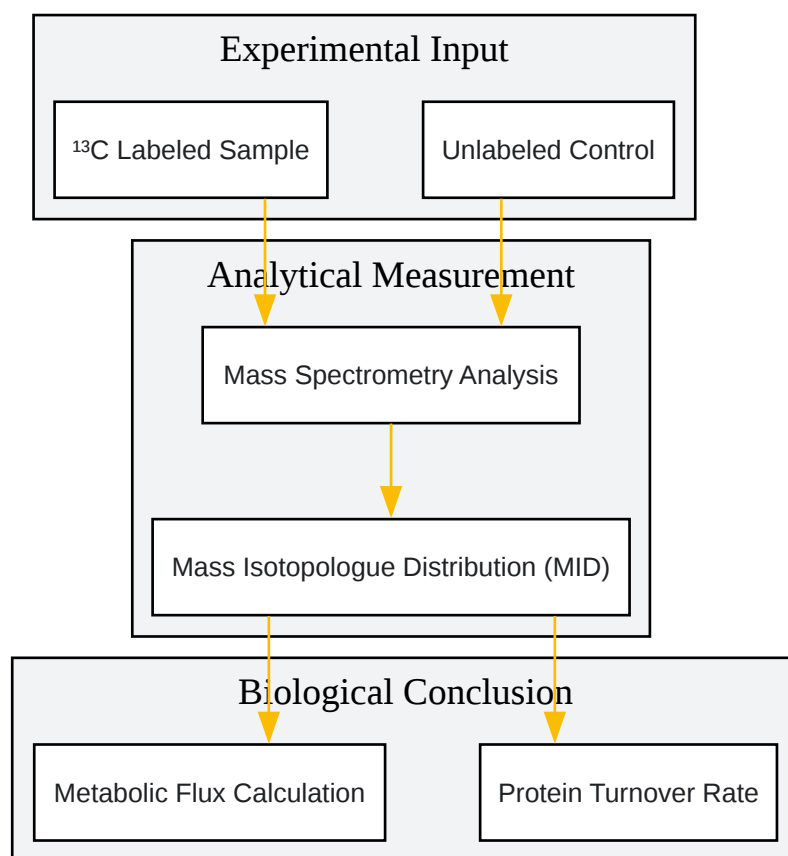 Experimental Input
¹³C Labeled Sample
Unlabeled Control
Analytical Measurement
Mass Spectrometry Analysis
Mass Isotopologue Distribution (MID)
Biological Conclusion
Metabolic Flux Calculation
Protein Turnover Rate